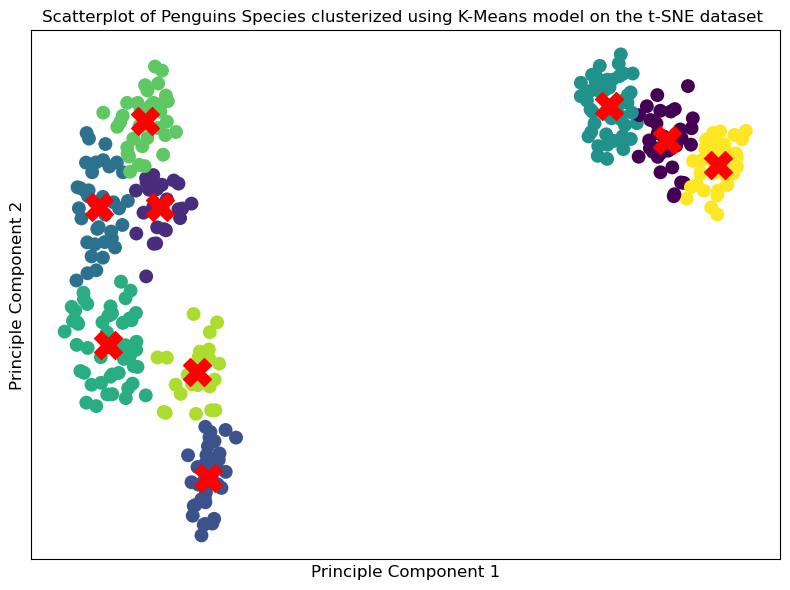 Scatterplot of Penguins Species clusterized using K-Means model on the t-SNE dataset
Principle Component 2
Principle Component 1